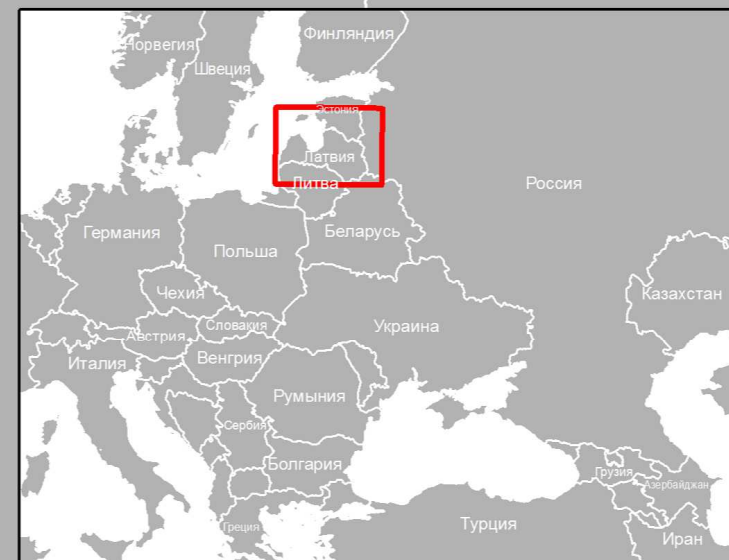 Финляндия
Норвегия
Швеция
Эстония
Латвия
Литва
Россия
Германия
Беларусь
Польша
Чехия
Казахстан
Словакия
Украина
Австрия
Венгрия
Италия
Румыния
Сербия
Болгария
Грузия
Азербайджан
Греция
Турция
Иран